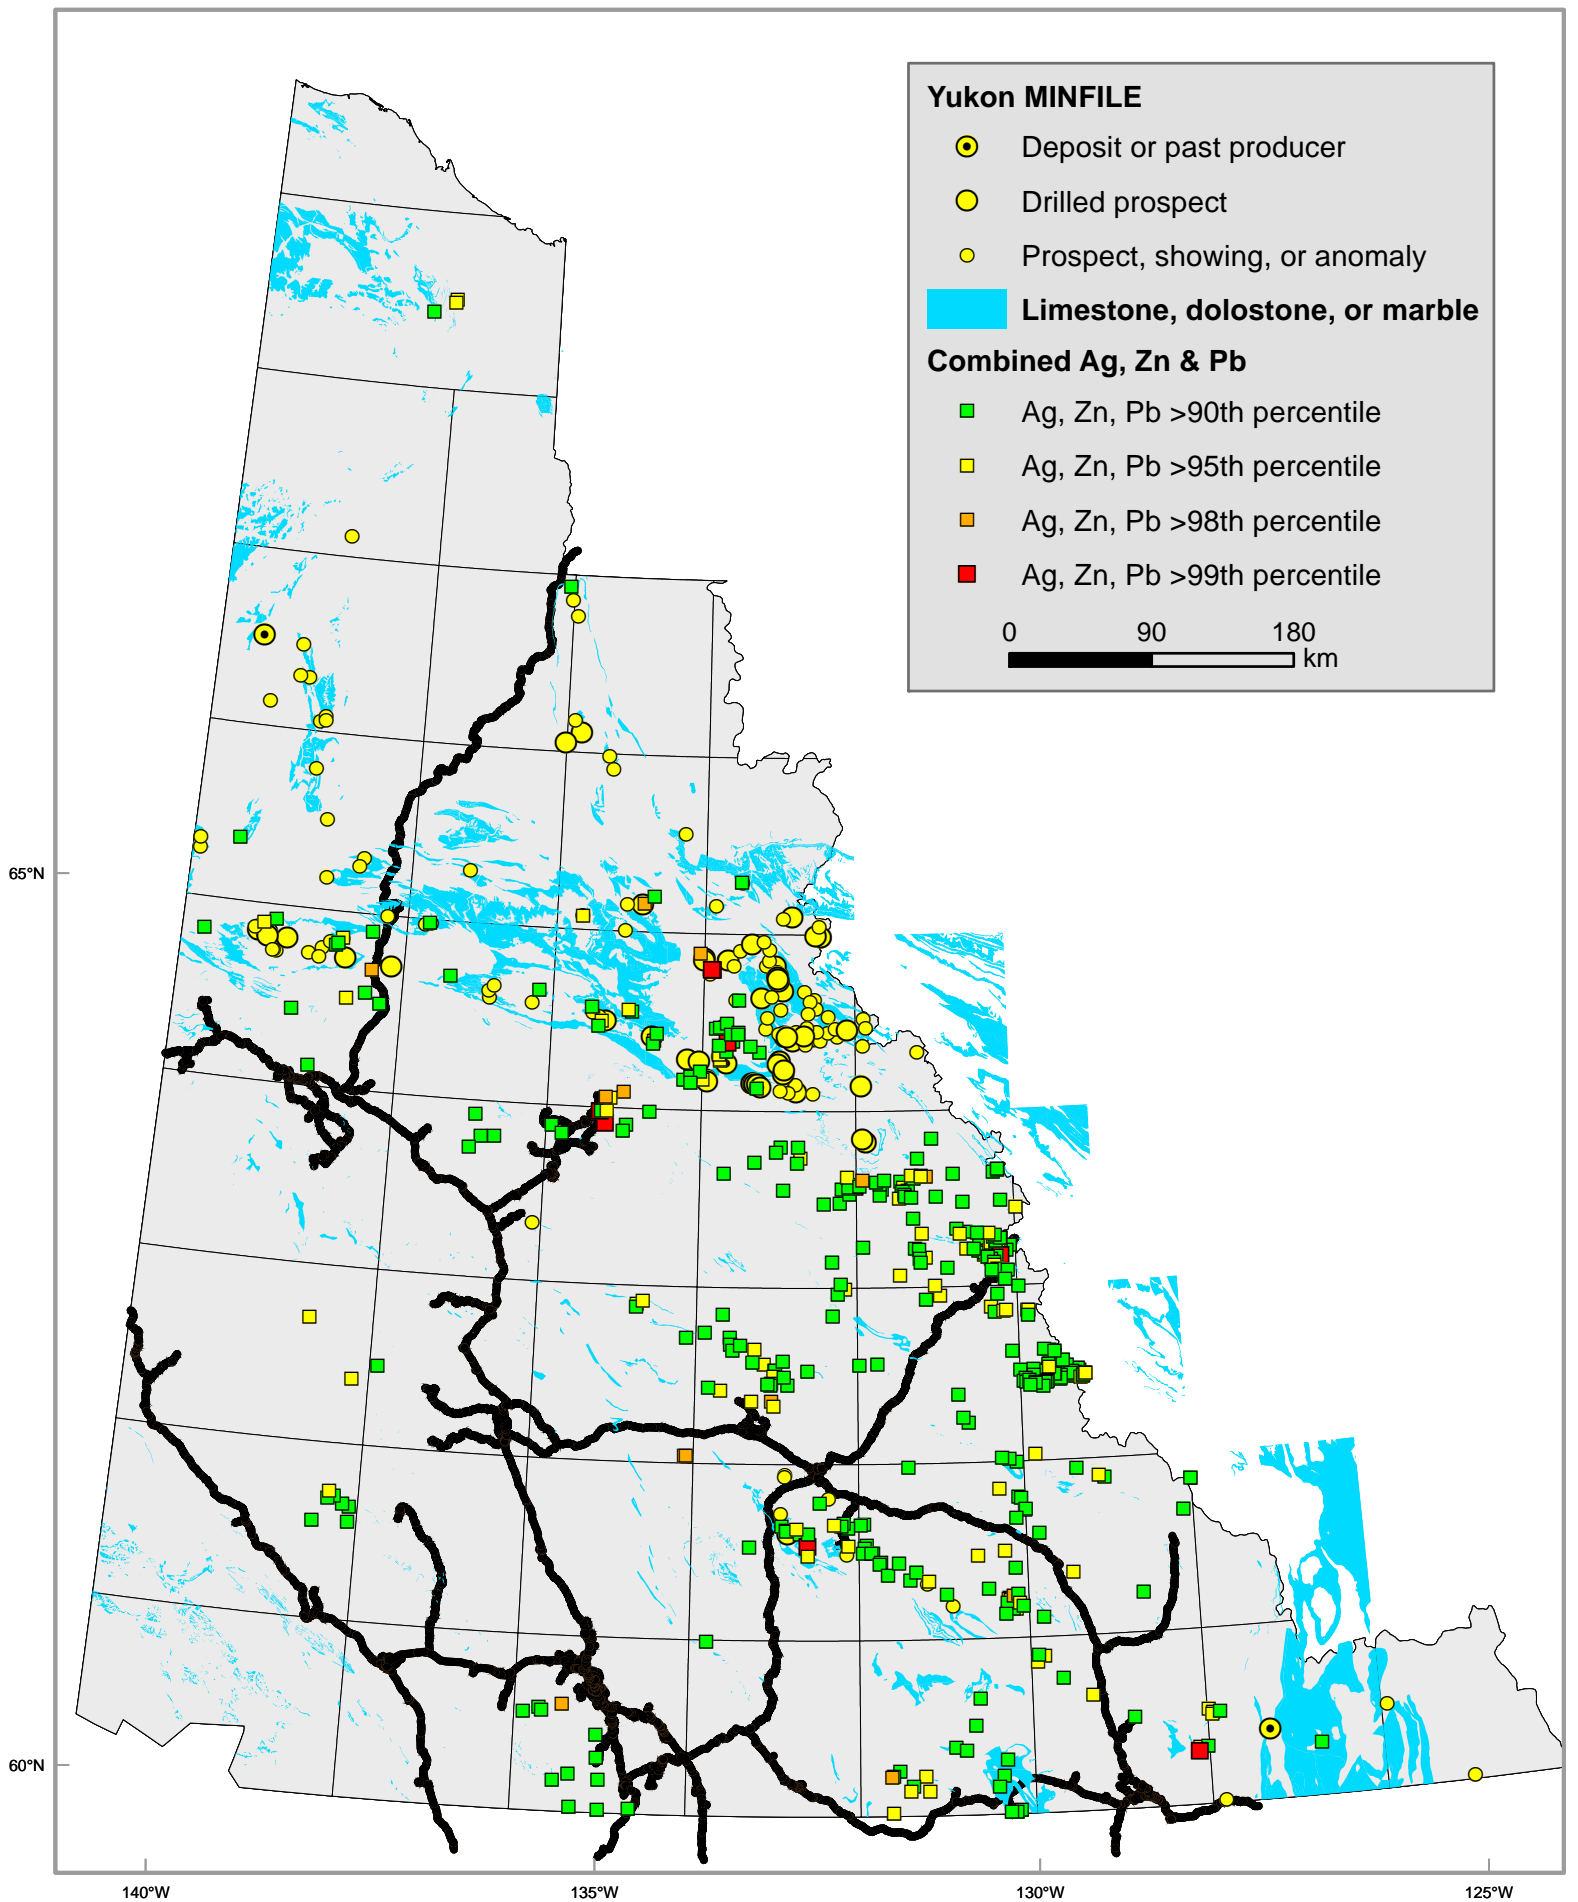 Yukon MINFILE
Deposit or past producer
Drilled prospect
Prospect, showing, or anomaly
Limestone, dolostone, or marble
Combined Ag, Zn & Pb
Ag, Zn, Pb >90th percentile
Ag, Zn, Pb >95th percentile
Ag, Zn, Pb >98th percentile
Ag, Zn, Pb >99th percentile
0 90 180
km
65°N
60°N
140°W 135°W 130°W 125°W